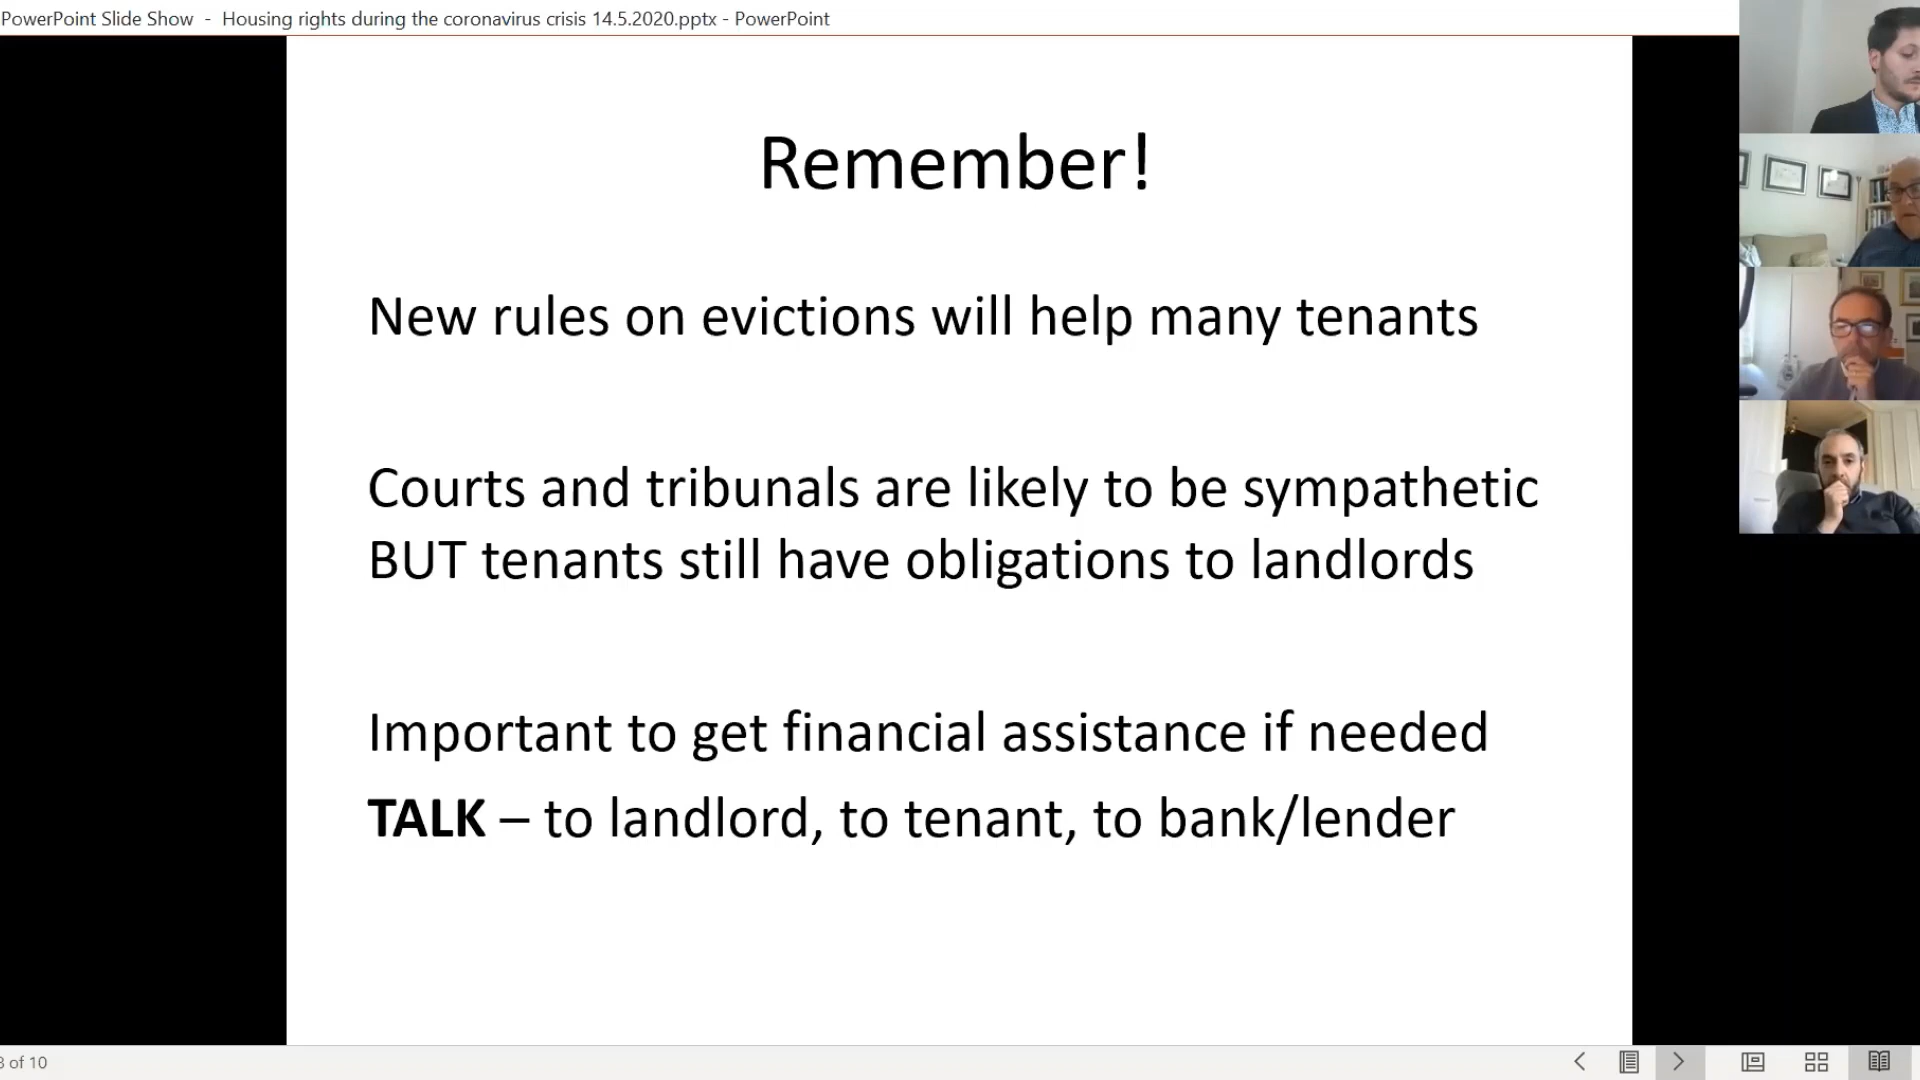 PowerPoint Slide Show - Housing rights during the coronavirus crisis 14.5.2020.pptx - PowerPoint
Remember!
New rules on evictions will help many tenants
Courts and tribunals are likely to be sympathetic
BUT tenants still have obligations to landlords
Important to get financial assistance if needed
TALK – to landlord, to tenant, to bank/lender
of 10